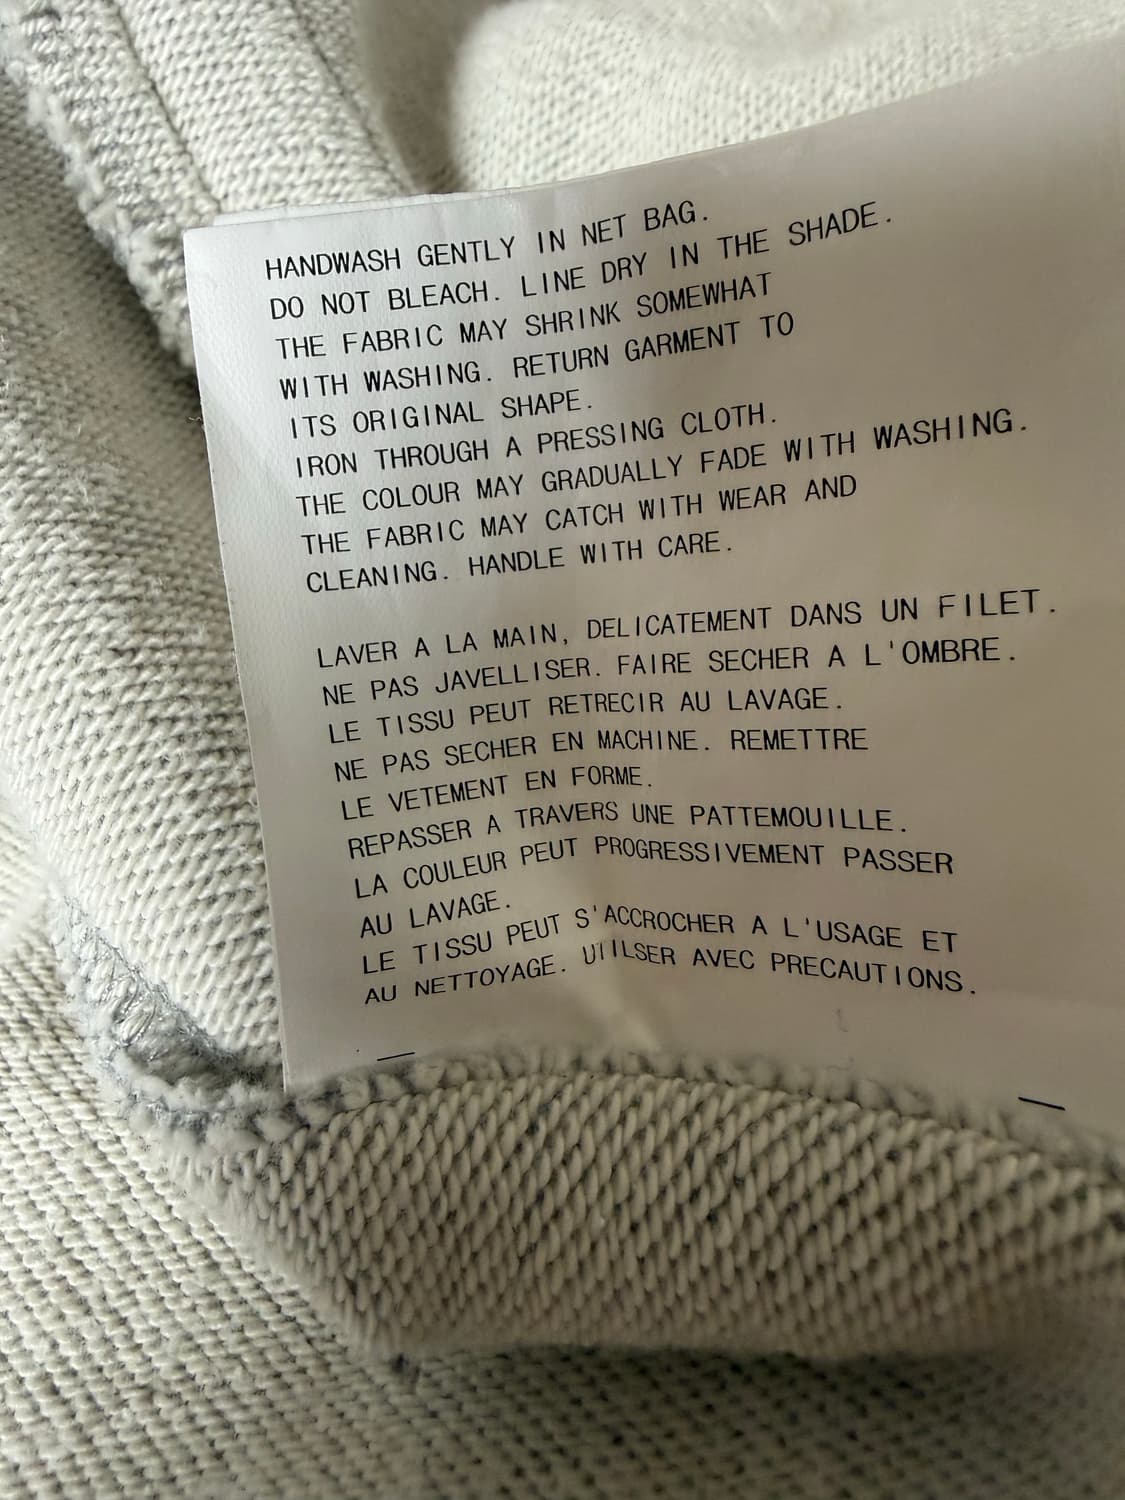 HANDWASH GENTLY IN NET BAG.
DO NOT BLEACH. LINE DRY IN THE SHADE.
THE FABRIC MAY SHRINK SOMEWHAT
WITH WASHING. RETURN GARMENT TO
ITS ORIGINAL SHAPE.
IRON THROUGH A PRESSING CLOTH.
THE COLOUR MAY GRADUALLY FADE WITH WASHING.
THE FABRIC MAY CATCH WITH WEAR AND
CLEANING. HANDLE WITH CARE.
LAVER A LA MAIN, DELICATEMENT DANS UN FILET.
NE PAS JAVELLISER. FAIRE SECHER A L'OMBRE.
LE TISSU PEUT RETRECIR AU LAVAGE.
NE PAS SECHER EN MACHINE. REMETTRE
LE VETEMENT EN FORME.
REPASSER A TRAVERS UNE PATTEMOUILLE.
LA COULEUR PEUT PROGRESSIVEMENT PASSER
AU LAVAGE.
LE TISSU PEUT S'ACCROCHER A L'USAGE ET
AU NETTOYAGE. UTILSER AVEC PRECAUTIONS.